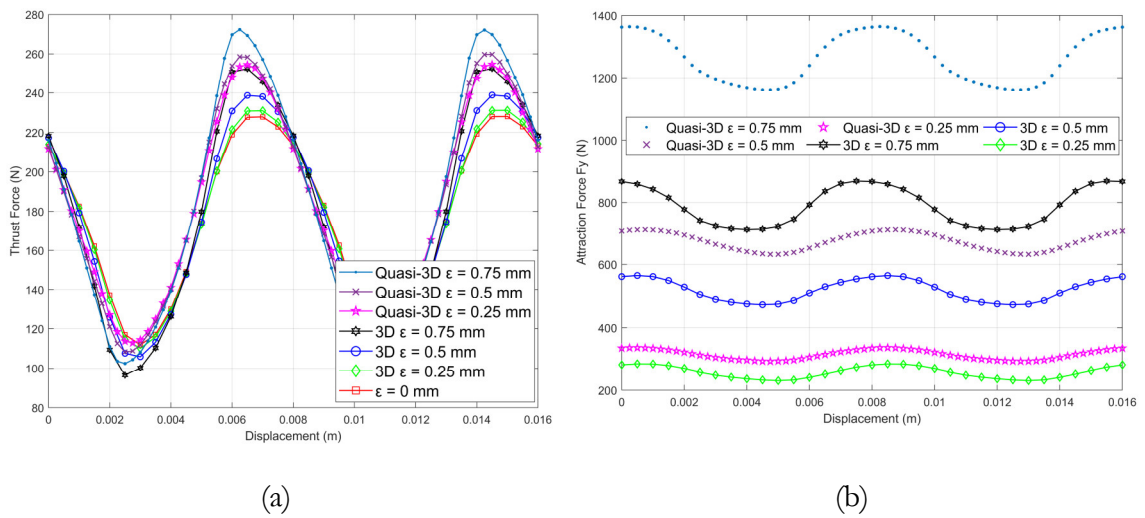 280
260
240
220
200
180
160
140
120
100
80
Thrust Force (N)
0
0.002
0.004
0.006
0.008
0.01
0.012
0.014
0.016
Displacement (m)
Quasi-3D ε = 0.75 mm
Quasi-3D ε = 0.5 mm
Quasi-3D ε = 0.25 mm
3D ε = 0.75 mm
3D ε = 0.5 mm
3D ε = 0.25 mm
ε = 0 mm
(a)
1400
1200
1000
800
600
400
200
Attraction Force Fy (N)
Quasi-3D ε = 0.75 mm
Quasi-3D ε = 0.25 mm
3D ε = 0.5 mm
Quasi-3D ε = 0.5 mm
3D ε = 0.75 mm
3D ε = 0.25 mm
0
0.002
0.004
0.006
0.008
0.01
0.012
0.014
0.016
Displacement (m)
(b)